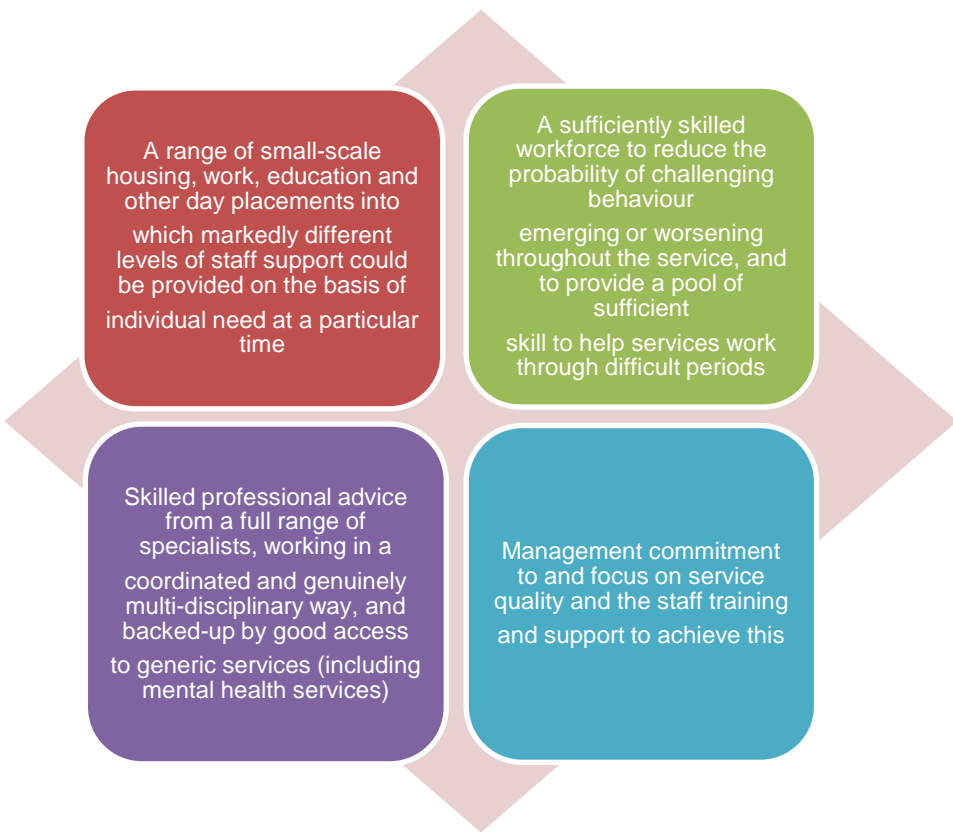 A range of small-scale
housing, work, education and
other day placements into
which markedly different
levels of staff support could
be provided on the basis of
individual need at a particular
time
A sufficiently skilled
workforce to reduce the
probability of challenging
behaviour
emerging or worsening
throughout the service, and
to provide a pool of
sufficient
skill to help services work
through difficult periods
Skilled professional advice
from a full range of
specialists, working in a
coordinated and genuinely
multi-disciplinary way, and
backed-up by good access
to generic services (including
mental health services)
Management commitment
to and focus on service
quality and the staff training
and support to achieve this